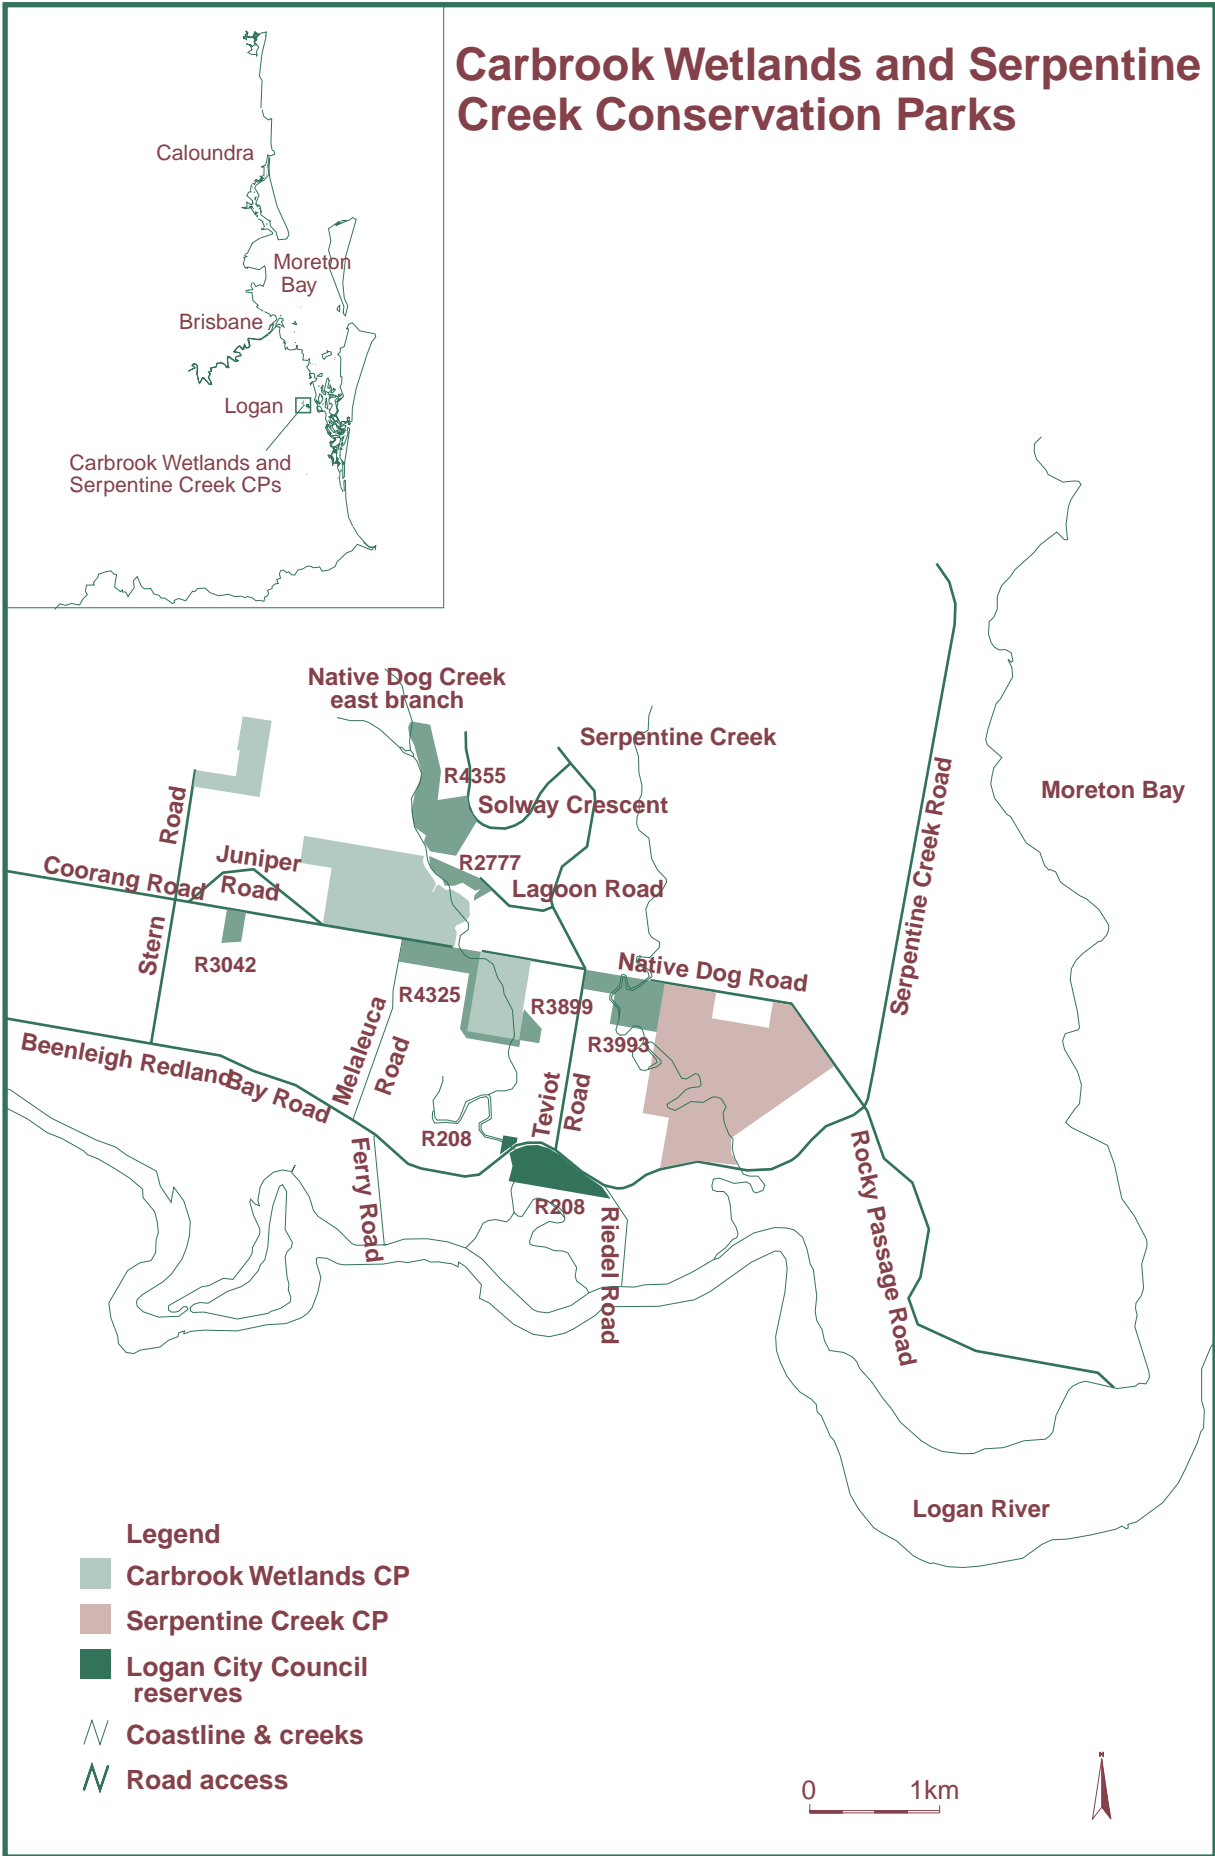 Carbrook Wetlands and Serpentine
Creek Conservation Parks
Caloundra
Moreton
Bay
Brisbane
Logan
Carbrook Wetlands and
Serpentine Creek CPs
Native Dog Creek
east branch
Serpentine Creek
R4355
Solway Crescent
Moreton Bay
Road
Juniper
Road
Coorang Road
R2777
Lagoon Road
Serpentine Creek Road
Stern
R3042
Native Dog Road
R4325
R3899
R3993
Melaleuca
Road
Beenleigh Redland
Bay Road
Teviot
Road
R208
Ferry Road
R208
Riedel Road
Rocky Passage Road
Logan River
Legend
Carbrook Wetlands CP
Serpentine Creek CP
Logan City Council
reserves
Coastline & creeks
Road access
0 1km
N